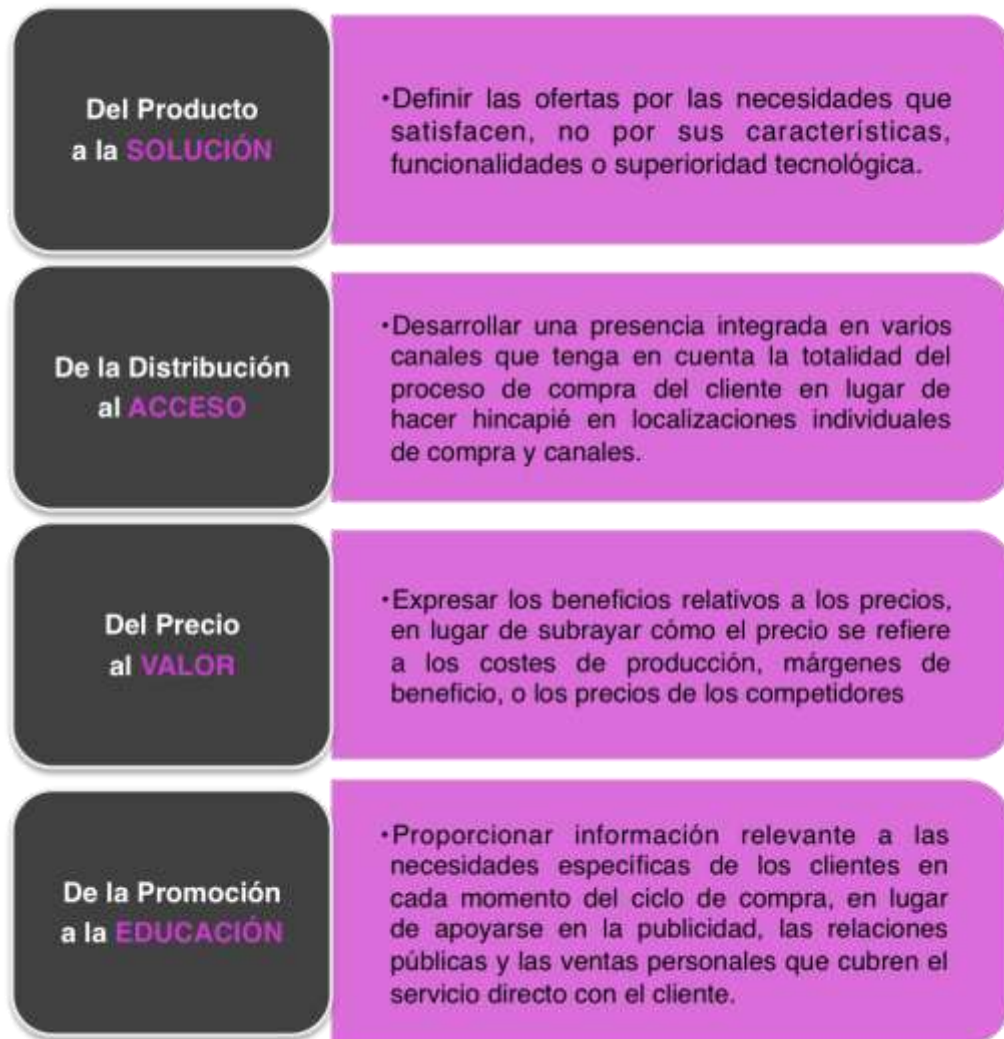 Del Producto
a la SOLUCIÓN
•Definir las ofertas por las necesidades que
satisfacen, no por sus características,
funcionalidades o superioridad tecnológica.
De la Distribución
al ACCESO
•Desarrollar una presencia integrada en varios
canales que tenga en cuenta la totalidad del
proceso de compra del cliente en lugar de
hacer hincapié en localizaciones individuales
de compra y canales.
Del Precio
al VALOR
•Expresar los beneficios relativos a los precios,
en lugar de subrayar cómo el precio se refiere
a los costes de producción, márgenes de
beneficio, o los precios de los competidores
De la Promoción
a la EDUCACIÓN
•Proporcionar información relevante a las
necesidades específicas de los clientes en
cada momento del ciclo de compra, en lugar
de apoyarse en la publicidad, las relaciones
públicas y las ventas personales que cubren el
servicio directo con el cliente.